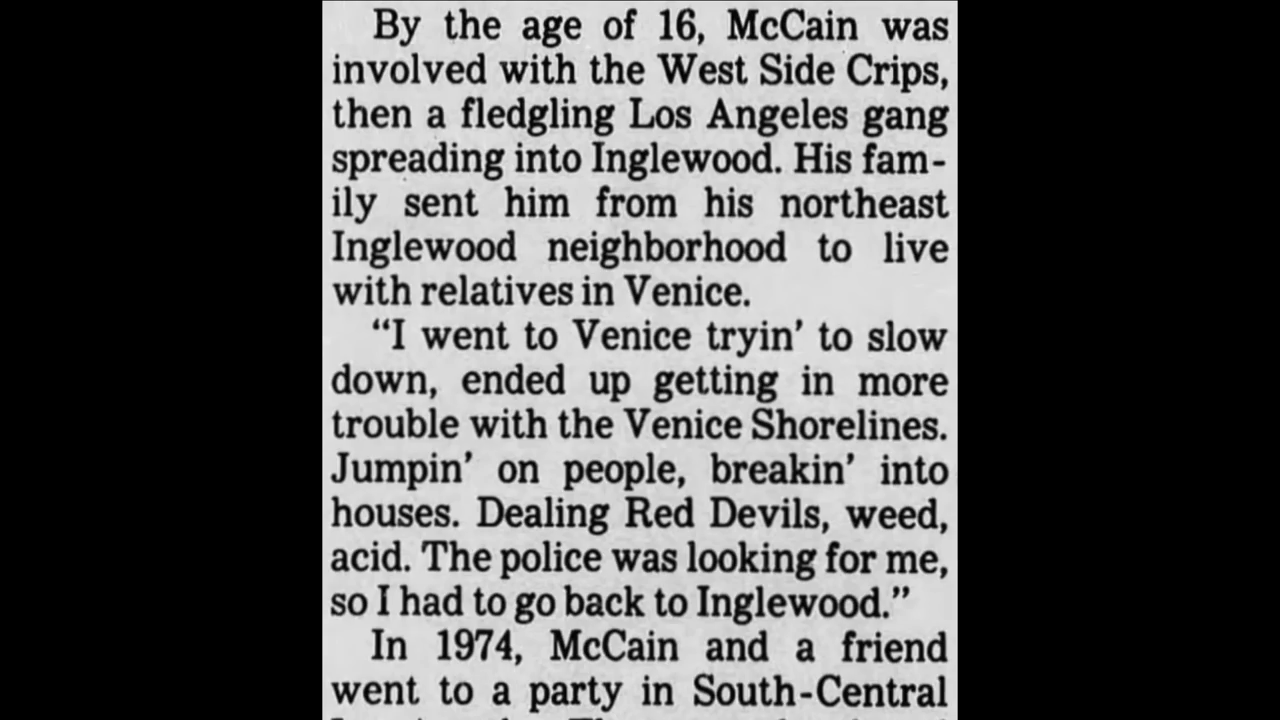 By the age of 16, McCain was
involved with the West Side Crips,
then a fledgling Los Angeles gang
spreading into Inglewood. His fam-
ily sent him from his northeast
Inglewood neighborhood to live
with relatives in Venice.
“I went to Venice tryin’ to slow
down, ended up getting in more
trouble with the Venice Shorelines.
Jumpin’ on people, breakin’ into
houses. Dealing Red Devils, weed,
acid. The police was looking for me,
so I had to go back to Inglewood.”
In 1974, McCain and a friend
went to a party in South-Central